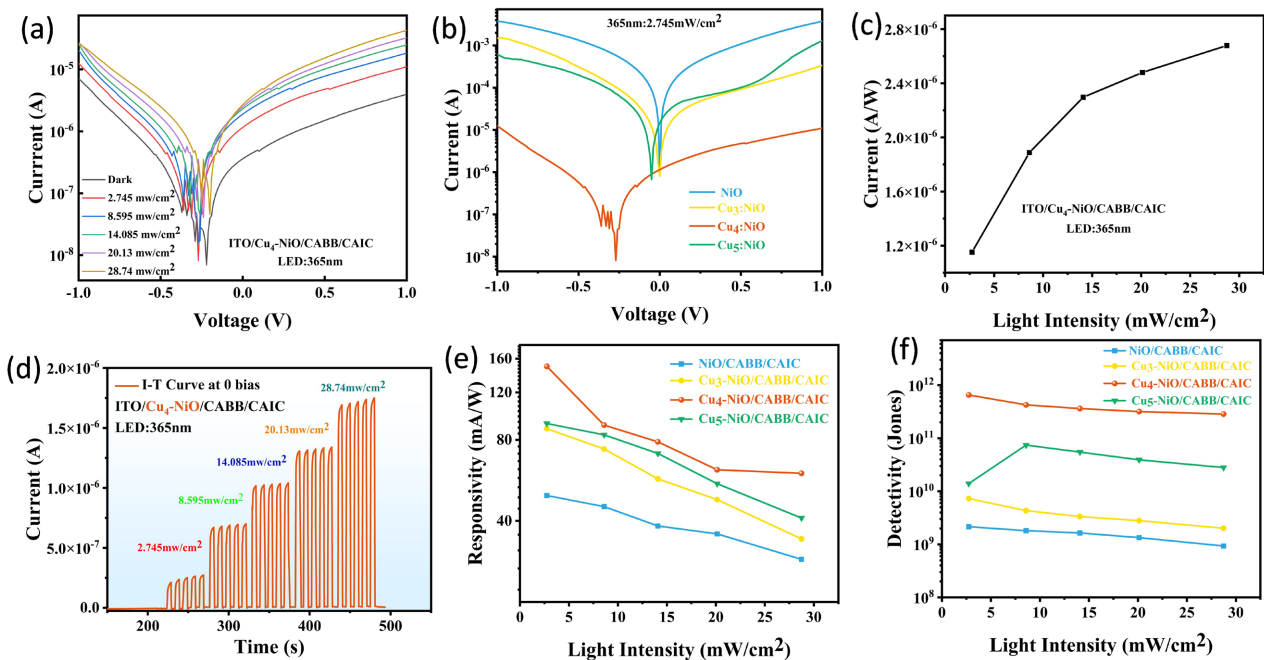 (a)
Currrent (A)
10⁻⁵
10⁻⁶
10⁻⁷
10⁻⁸
Dark
2.745 mw/cm²
8.595 mw/cm²
14.085 mw/cm²
20.13 mw/cm²
28.74 mw/cm²
ITO/Cu₄-NiO/CABB/CAIC
LED:365nm
-1.0 -0.5 0.0 0.5 1.0
Voltage (V)
(b)
365nm:2.745mW/cm²
Current (A)
10⁻³
10⁻⁴
10⁻⁵
10⁻⁶
10⁻⁷
10⁻⁸
NiO
Cu₃:NiO
Cu₄:NiO
Cu₅:NiO
-1.0 -0.5 0.0 0.5 1.0
Voltage (V)
(c)
Current (A/W)
2.8×10⁻⁶
2.4×10⁻⁶
2.0×10⁻⁶
1.6×10⁻⁶
1.2×10⁻⁶
ITO/Cu₄-NiO/CABB/CAIC
LED:365nm
0 5 10 15 20 25 30
Light Intensity (mW/cm²)
(d)
Current (A)
2.0×10⁻⁶
1.5×10⁻⁶
1.0×10⁻⁶
5.0×10⁻⁷
0.0
I-T Curve at 0 bias
ITO/Cu₄-NiO/CABB/CAIC
LED:365nm
28.74mw/cm²
20.13mw/cm²
14.085mw/cm²
8.595mw/cm²
2.745mw/cm²
200 300 400 500
Time (s)
(e)
Responsivity (mA/W)
160
120
80
40
NiO/CABB/CAIC
Cu₃-NiO/CABB/CAIC
Cu₄-NiO/CABB/CAIC
Cu₅-NiO/CABB/CAIC
0 5 10 15 20 25 30
Light Intensity (mW/cm²)
(f)
Detectivity (Jones)
10¹²
10¹¹
10¹⁰
10⁹
10⁸
NiO/CABB/CAIC
Cu₃-NiO/CABB/CAIC
Cu₄-NiO/CABB/CAIC
Cu₅-NiO/CABB/CAIC
0 5 10 15 20 25 30
Light Intensity (mW/cm²)